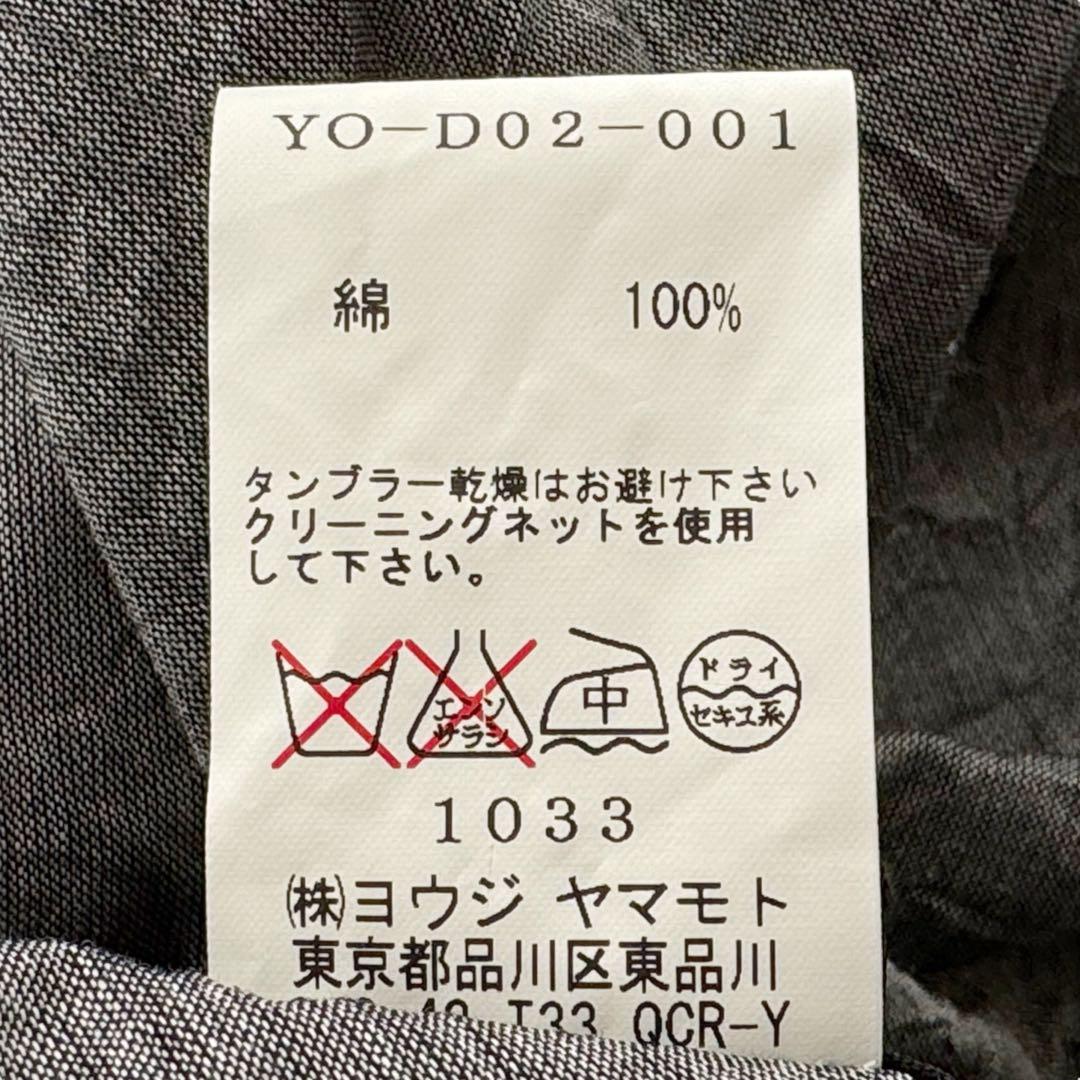 YO-D02-001
綿 100%
タンブラー乾燥はお避け下さい
クリーニングネットを使用
して下さい。
エンソ
サラシ
中
ドライ
セキユ系
1033
㈱ヨウジ ヤマモト
東京都品川区東品川
T33 QCR-Y